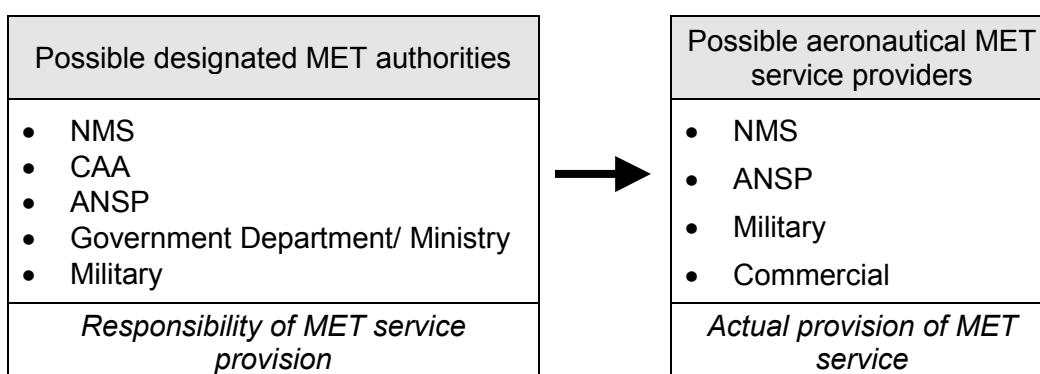 Possible designated MET authorities
• NMS
• CAA
• ANSP
• Government Department/ Ministry
• Military
Responsibility of MET service
provision
Possible aeronautical MET
service providers
• NMS
• ANSP
• Military
• Commercial
Actual provision of MET
service